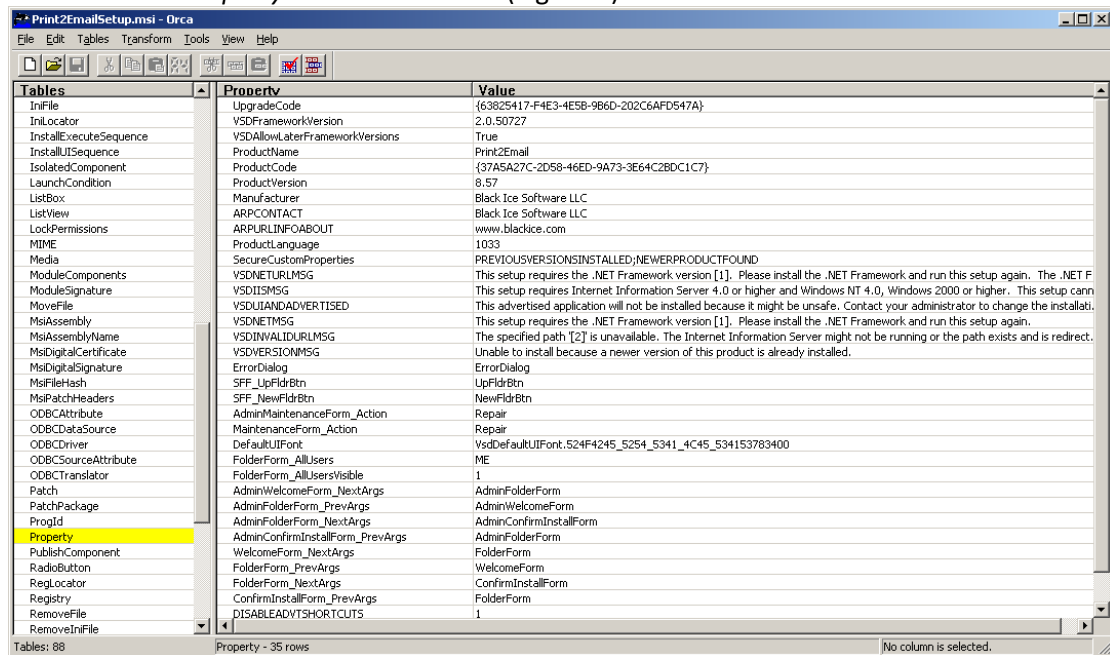 Print2EmailSetup.msi - Orca
File Edit Tables Transform Tools View Help
Tables Property Value
IniFile UpgradeCode {63825417-F4E3-4E5B-9B6D-202C6AFD547A}
IniLocator VSDFrameworkVersion 2.0.50727
InstallExecuteSequence VSDAllowLaterFrameworkVersions True
InstallUISequence ProductName Print2Email
IsolatedComponent ProductCode {37A5A27C-2D58-46ED-9A73-3E64C2BDC1C7}
LaunchCondition ProductVersion 8.57
ListBox Manufacturer Black Ice Software LLC
ListView ARPCONTACT Black Ice Software LLC
LockPermissions ARPURLINFOABOUT www.blackice.com
MIME ProductLanguage 1033
Media SecureCustomProperties PREVIOUSVERSIONSINSTALLED;NEWERPRODUCTFOUND
ModuleComponents VSDNETURLMSG This setup requires the .NET Framework version [1]. Please install the .NET Framework and run this setup again. The .NET F
ModuleSignature VSDIISMSG This setup requires Internet Information Server 4.0 or higher and Windows NT 4.0, Windows 2000 or higher. This setup cann
MoveFile VSDUIANDADVERTISED This advertised application will not be installed because it might be unsafe. Contact your administrator to change the installati.
MsiAssembly VSDNETMSG This setup requires the .NET Framework version [1]. Please install the .NET Framework and run this setup again.
MsiAssemblyName VSDINVALIDURLMSG The specified path '[2]' is unavailable. The Internet Information Server might not be running or the path exists and is redirect.
MsiDigitalCertificate VSDVERSIONMSG Unable to install because a newer version of this product is already installed.
MsiDigitalSignature ErrorDialog ErrorDialog
MsiFileHash SFF_UpFldrBtn UpFldrBtn
MsiPatchHeaders SFF_NewFldrBtn NewFldrBtn
ODBCAttribute AdminMaintenanceForm_Action Repair
ODBCDataSource MaintenanceForm_Action Repair
ODBCDriver DefaultUIFont VsdDefaultUIFont.524F4245_5254_5341_4C45_534153783400
ODBCSourceAttribute FolderForm_AllUsers ME
ODBCTranslator FolderForm_AllUsersVisible 1
Patch AdminWelcomeForm_NextArgs AdminFolderForm
PatchPackage AdminFolderForm_PrevArgs AdminWelcomeForm
ProgId AdminFolderForm_NextArgs AdminConfirmInstallForm
Property AdminConfirmInstallForm_PrevArgs AdminFolderForm
PublishComponent WelcomeForm_NextArgs FolderForm
RadioButton FolderForm_PrevArgs WelcomeForm
RegLocator FolderForm_NextArgs ConfirmInstallForm
Registry ConfirmInstallForm_PrevArgs FolderForm
RemoveFile DISABLEADVTSHORTCUTS 1
RemoveIniFile
Tables: 88 Property - 35 rows No column is selected.